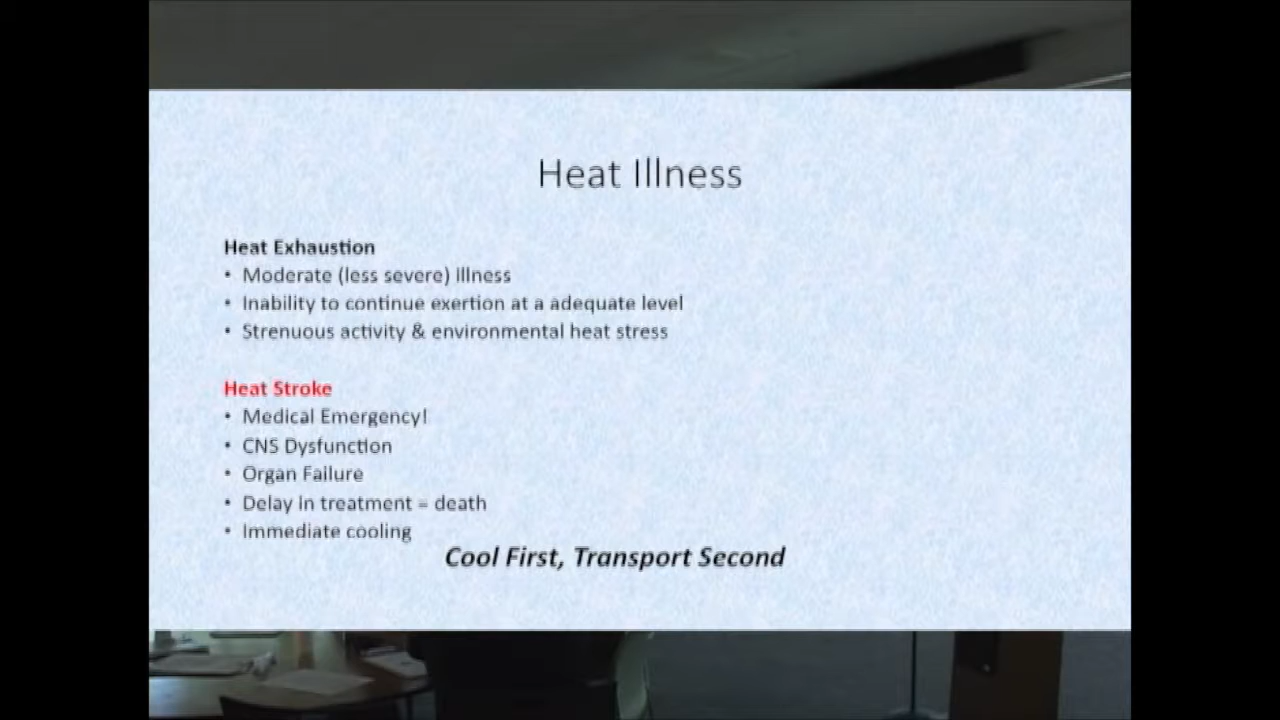 Heat Illness
Heat Exhaustion
• Moderate (less severe) illness
• Inability to continue exertion at a adequate level
• Strenuous activity & environmental heat stress
Heat Stroke
• Medical Emergency!
• CNS Dysfunction
• Organ Failure
• Delay in treatment = death
• Immediate cooling
Cool First, Transport Second